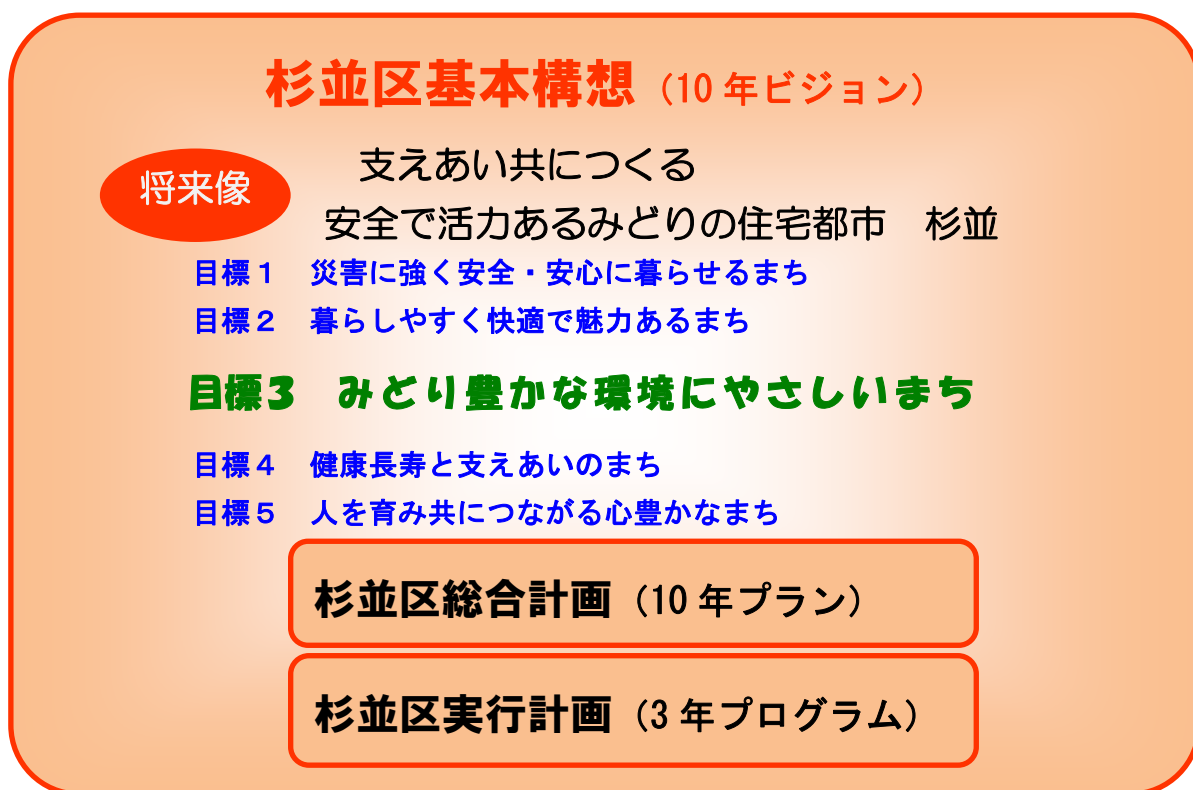 杉並区基本構想（10年ビジョン）
将来像
支えあい共につくる
安全で活力あるみどりの住宅都市　杉並
目標１　災害に強く安全・安心に暮らせるまち
目標２　暮らしやすく快適で魅力あるまち
目標３　みどり豊かな環境にやさしいまち
目標４　健康長寿と支えあいのまち
目標５　人を育み共につながる心豊かなまち
杉並区総合計画（10年プラン）
杉並区実行計画（3年プログラム）